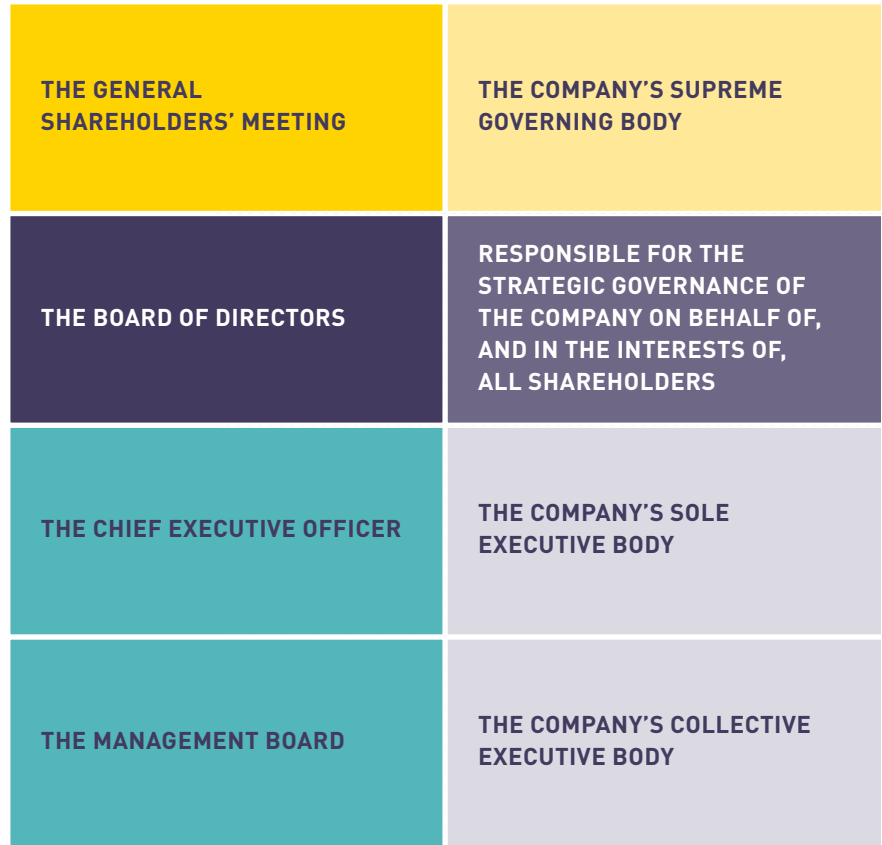 THE GENERAL
SHAREHOLDERS’ MEETING
THE COMPANY’S SUPREME
GOVERNING BODY
THE BOARD OF DIRECTORS
RESPONSIBLE FOR THE
STRATEGIC GOVERNANCE OF
THE COMPANY ON BEHALF OF,
AND IN THE INTERESTS OF,
ALL SHAREHOLDERS
THE CHIEF EXECUTIVE OFFICER
THE COMPANY’S SOLE
EXECUTIVE BODY
THE MANAGEMENT BOARD
THE COMPANY’S COLLECTIVE
EXECUTIVE BODY